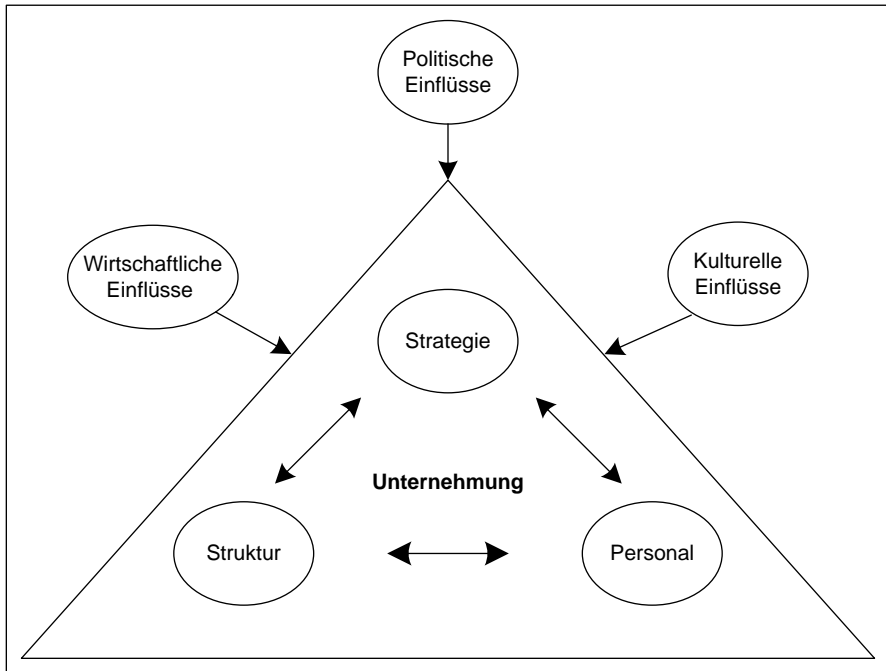 Politische
Einflüsse
Wirtschaftliche
Einflüsse
Kulturelle
Einflüsse
Strategie
Unternehmung
Struktur
Personal